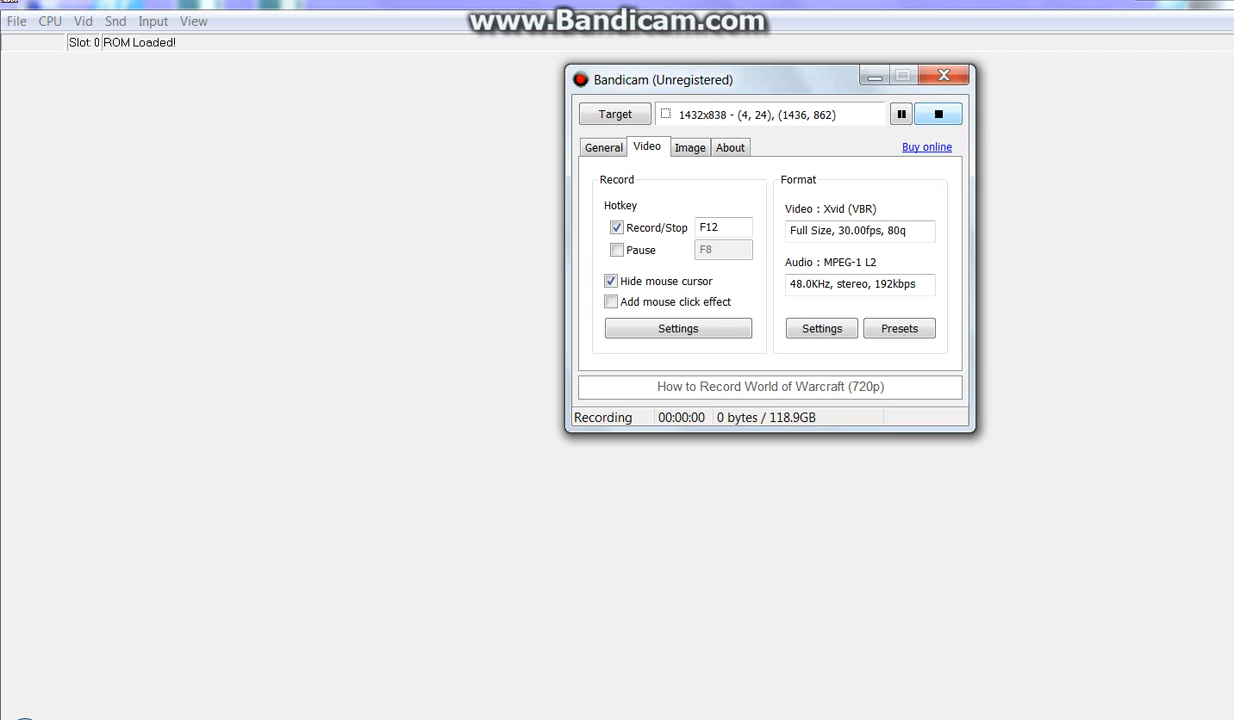 www.Bandicam.com
File CPU Vid Snd Input View
Slot: 0 ROM Loaded!
Bandicam (Unregistered)
Target 1432x838 - (4, 24), (1436, 862)
General Video Image About Buy online
Record Format
Hotkey
Video : Xvid (VBR)
Record/Stop F12
Full Size, 30.00fps, 80q
Pause F8
Audio : MPEG-1 L2
Hide mouse cursor
48.0KHz, stereo, 192kbps
Add mouse click effect
Settings Settings Presets
How to Record World of Warcraft (720p)
Recording 00:00:00 0 bytes / 118.9GB